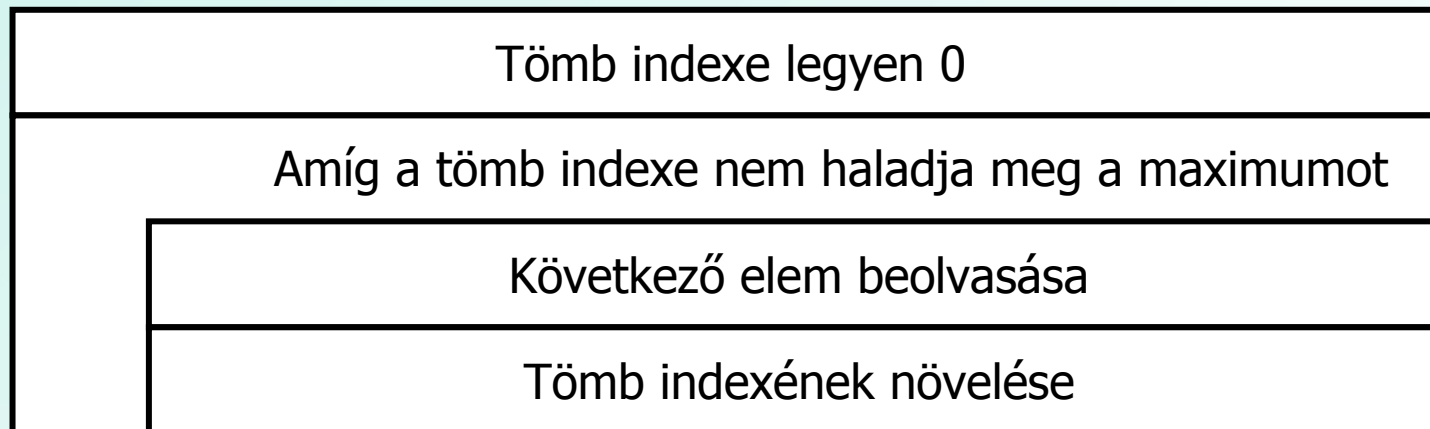 Tömb indexe legyen 0
Amíg a tömb indexe nem haladja meg a maximumot
Következő elem beolvasása
Tömb indexének növelése